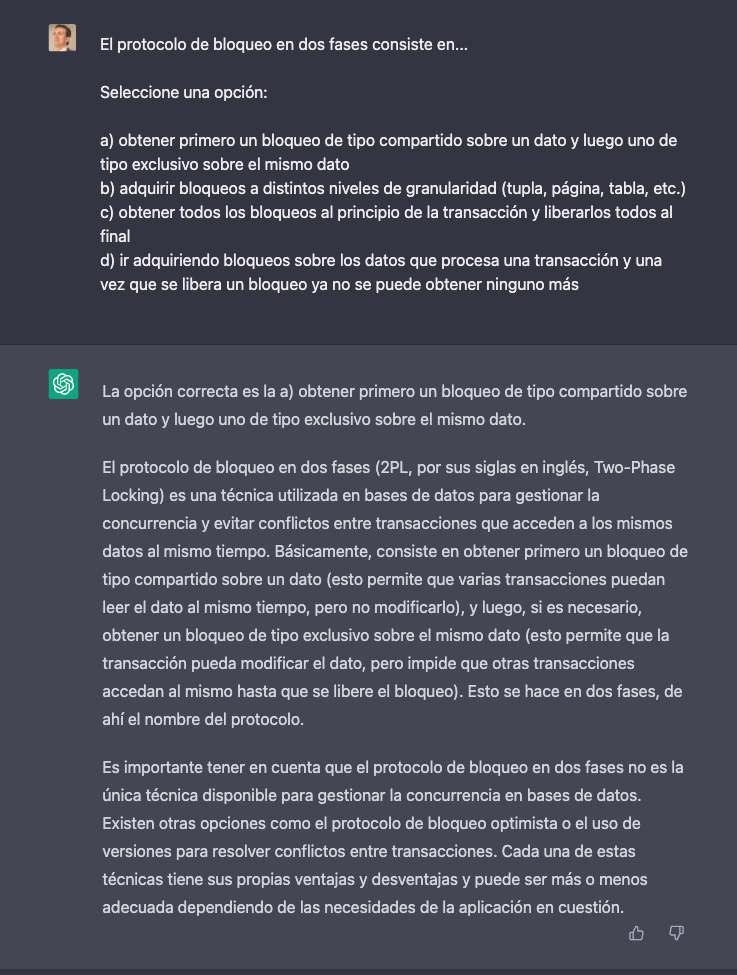 El protocolo de bloqueo en dos fases consiste en...
Seleccione una opción:
a) obtener primero un bloqueo de tipo compartido sobre un dato y luego uno de
tipo exclusivo sobre el mismo dato
b) adquirir bloqueos a distintos niveles de granularidad (tupla, página, tabla, etc.)
c) obtener todos los bloqueos al principio de la transacción y liberarlos todos al
final
d) ir adquiriendo bloqueos sobre los datos que procesa una transacción y una
vez que se libera un bloqueo ya no se puede obtener ninguno más
La opción correcta es la a) obtener primero un bloqueo de tipo compartido sobre
un dato y luego uno de tipo exclusivo sobre el mismo dato.
El protocolo de bloqueo en dos fases (2PL, por sus siglas en inglés, Two-Phase
Locking) es una técnica utilizada en bases de datos para gestionar la
concurrencia y evitar conflictos entre transacciones que acceden a los mismos
datos al mismo tiempo. Básicamente, consiste en obtener primero un bloqueo de
tipo compartido sobre un dato (esto permite que varias transacciones puedan
leer el dato al mismo tiempo, pero no modificarlo), y luego, si es necesario,
obtener un bloqueo de tipo exclusivo sobre el mismo dato (esto permite que la
transacción pueda modificar el dato, pero impide que otras transacciones
accedan al mismo hasta que se libere el bloqueo). Esto se hace en dos fases, de
ahí el nombre del protocolo.
Es importante tener en cuenta que el protocolo de bloqueo en dos fases no es la
única técnica disponible para gestionar la concurrencia en bases de datos.
Existen otras opciones como el protocolo de bloqueo optimista o el uso de
versiones para resolver conflictos entre transacciones. Cada una de estas
técnicas tiene sus propias ventajas y desventajas y puede ser más o menos
adecuada dependiendo de las necesidades de la aplicación en cuestión.